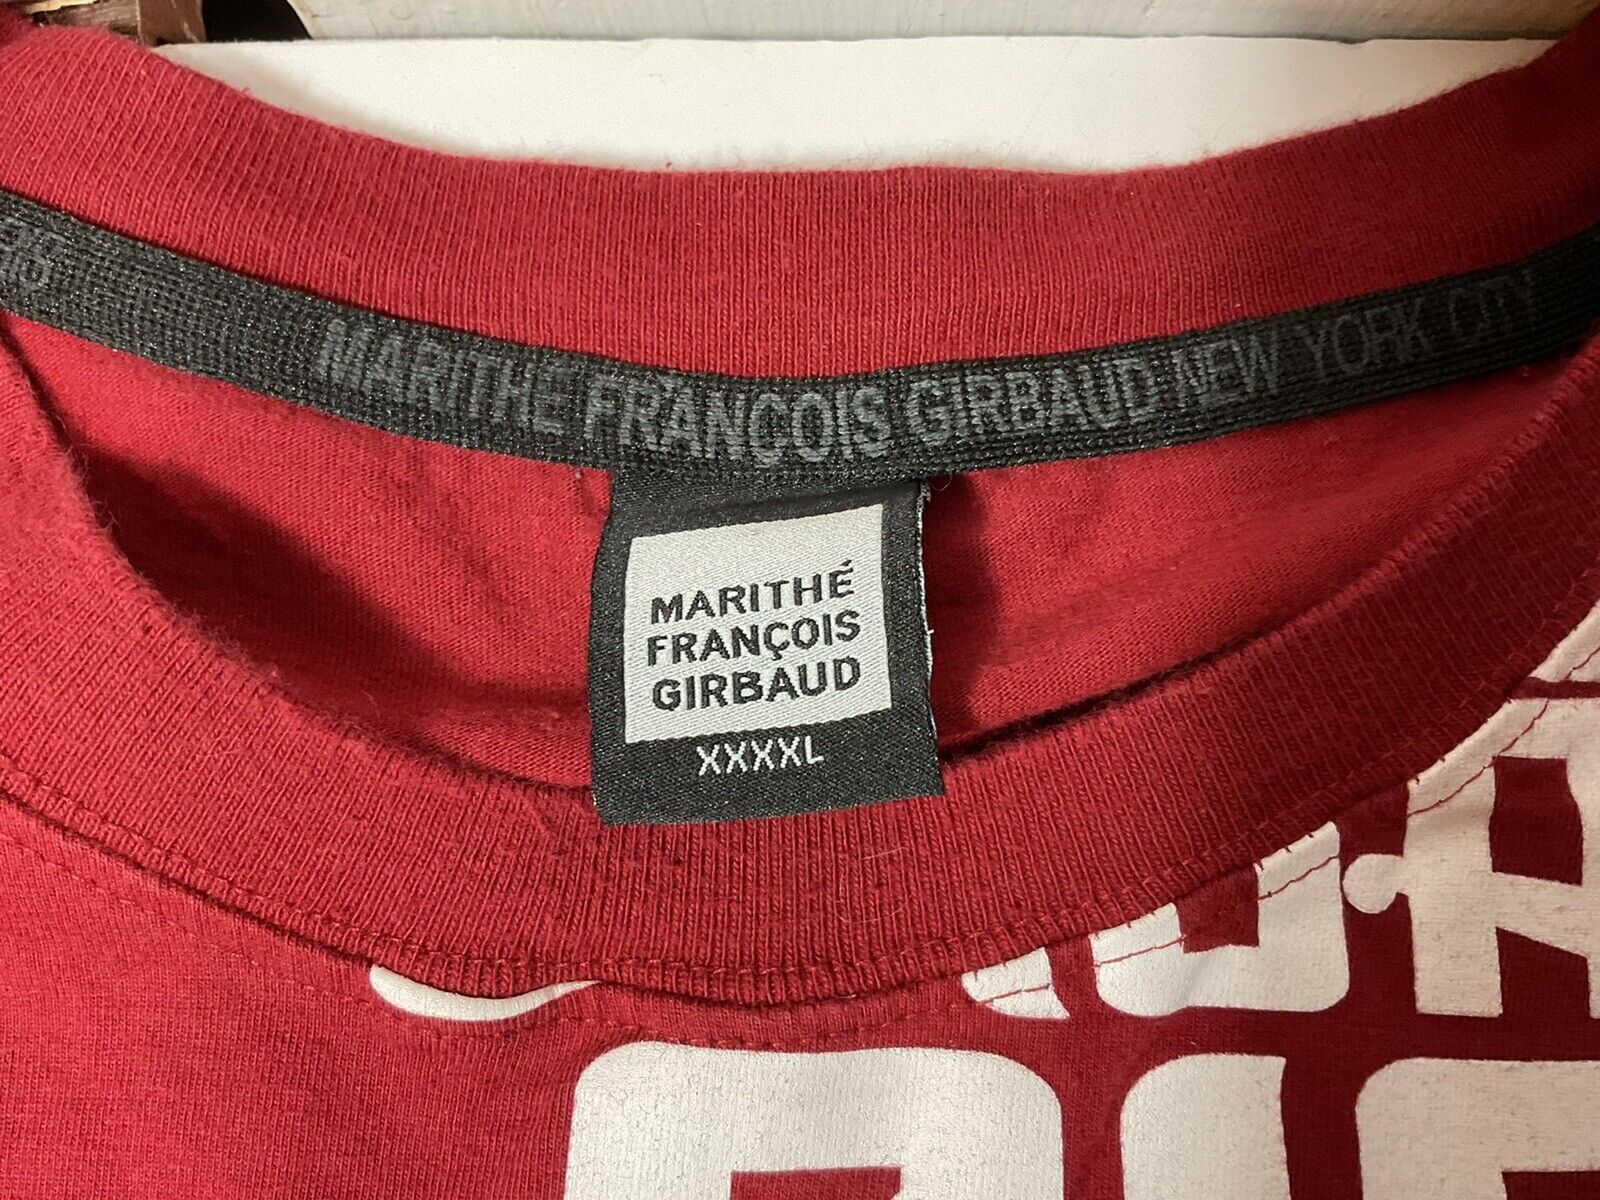 MARITHE FRANÇOIS GIRBAUD NEW YORK CITY
MARITHÉ
FRANÇOIS
GIRBAUD
XXXXL